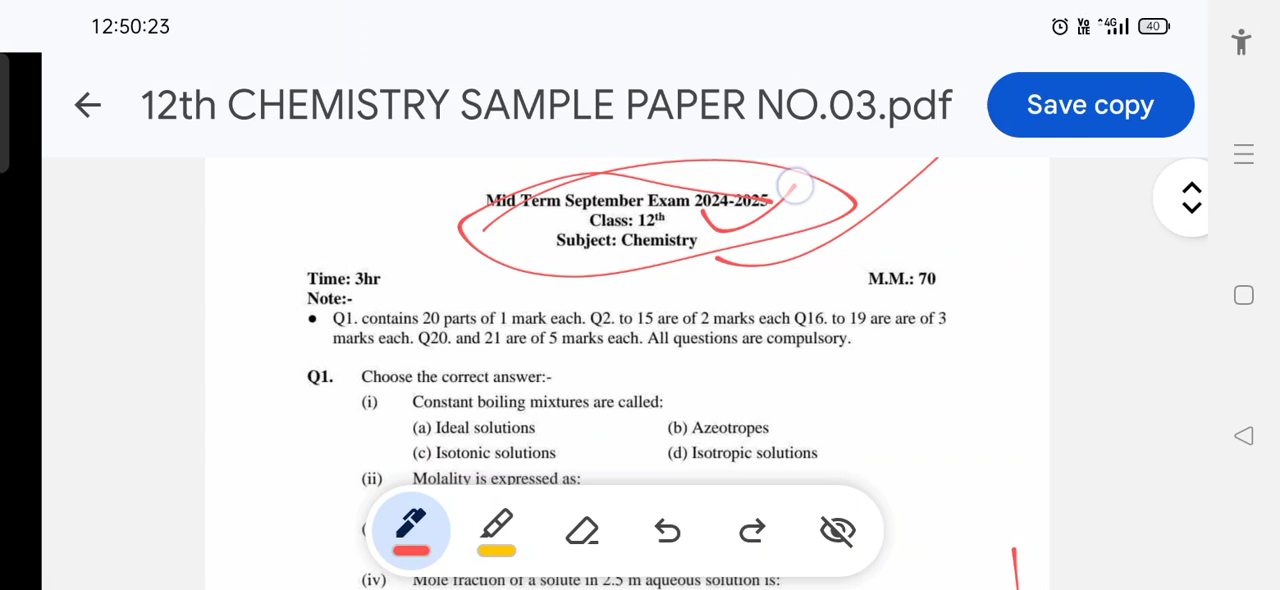 12:50:23
Vo LTE 4G 40
12th CHEMISTRY SAMPLE PAPER NO.03.pdf
Save copy
Mid Term September Exam 2024-2025
Class: 12th
Subject: Chemistry
Time: 3hr M.M.: 70
Note:-
• Q1. contains 20 parts of 1 mark each. Q2. to 15 are of 2 marks each Q16. to 19 are are of 3
marks each. Q20. and 21 are of 5 marks each. All questions are compulsory.
Q1. Choose the correct answer:-
(i) Constant boiling mixtures are called:
(a) Ideal solutions (b) Azeotropes
(c) Isotonic solutions (d) Isotropic solutions
(ii) Molality is expressed as:
(iv) Mole fraction of a solute in 2.5 m aqueous solution is: